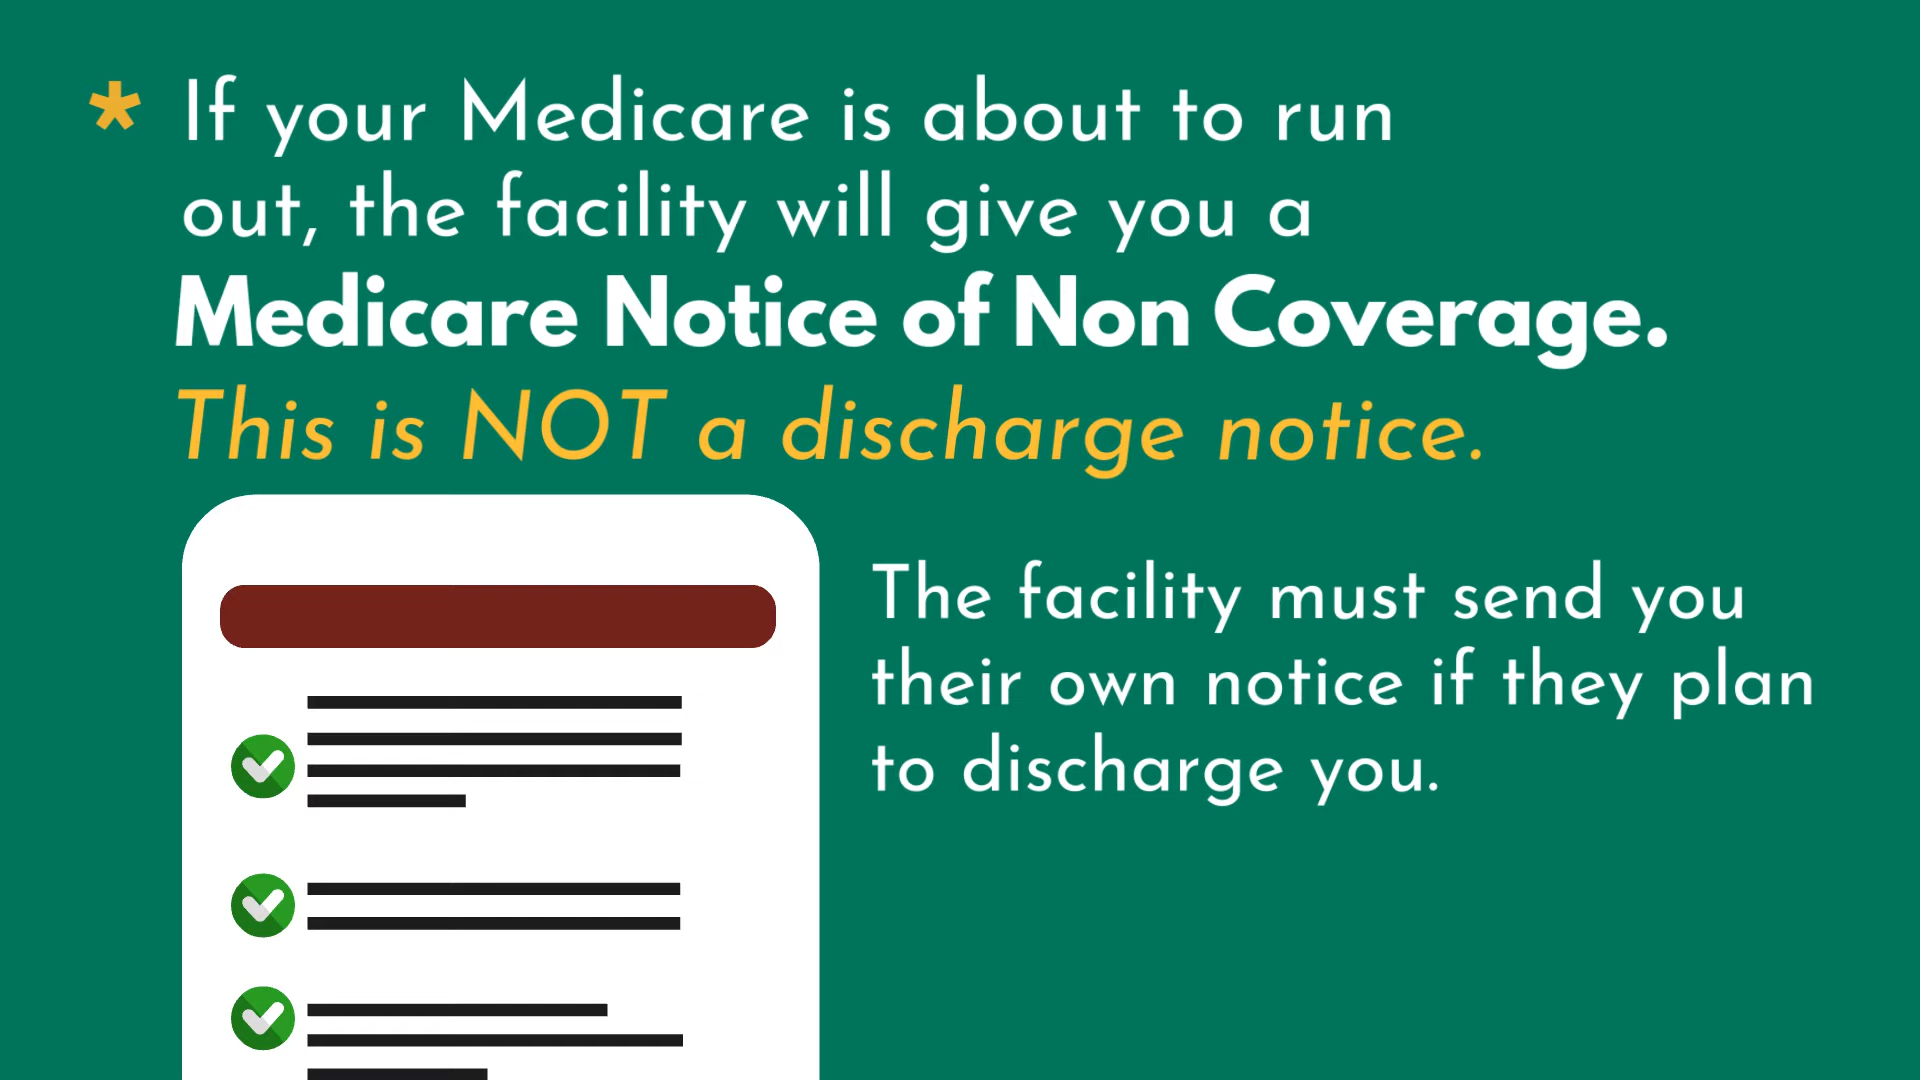 * If your Medicare is about to run
out, the facility will give you a
Medicare Notice of Non Coverage.
This is NOT a discharge notice.
The facility must send you
their own notice if they plan
to discharge you.